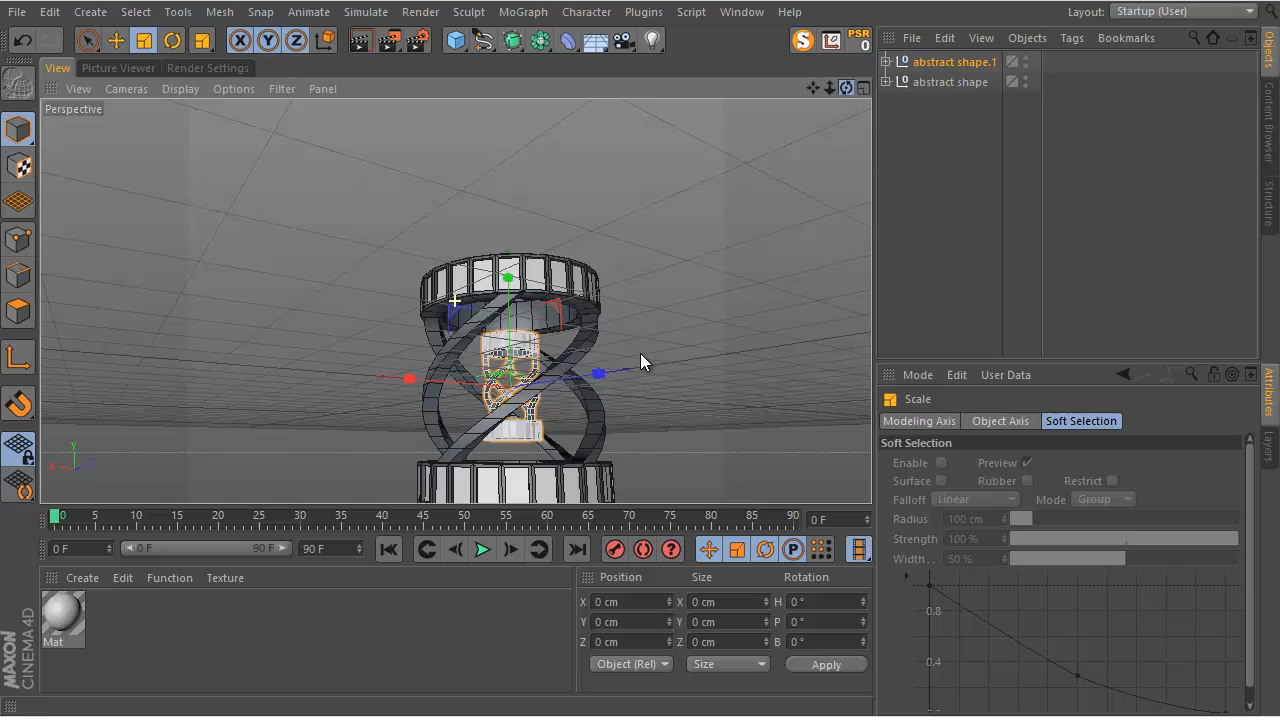 File Edit Create Select Tools Mesh Snap Animate Simulate Render Sculpt MoGraph Character Plugins Script Window Help Layout: Startup (User)
X Y Z S PSR 0
File Edit View Objects Tags Bookmarks
View Picture Viewer Render Settings
abstract shape.1
abstract shape
View Cameras Display Options Filter Panel
Perspective
Objects
Content Browser
Structure
Mode Edit User Data
Scale
Modeling Axis Object Axis Soft Selection
Soft Selection
Enable Preview
Surface Rubber Restrict
Falloff Linear Mode Group
Radius 100 cm
Strength 100 %
Width.. 50 %
0.8
0.4
Attributes
Layers
Y
X Z
0 5 10 15 20 25 30 35 40 45 50 55 60 65 70 75 80 85 90 0 F
0 F 0 F 90 F 90 F P
Create Edit Function Texture
Mat
Position Size Rotation
X 0 cm X 0 cm H 0 °
Y 0 cm Y 0 cm P 0 °
Z 0 cm Z 0 cm B 0 °
Object (Rel) Size Apply
MAXON
CINEMA 4D